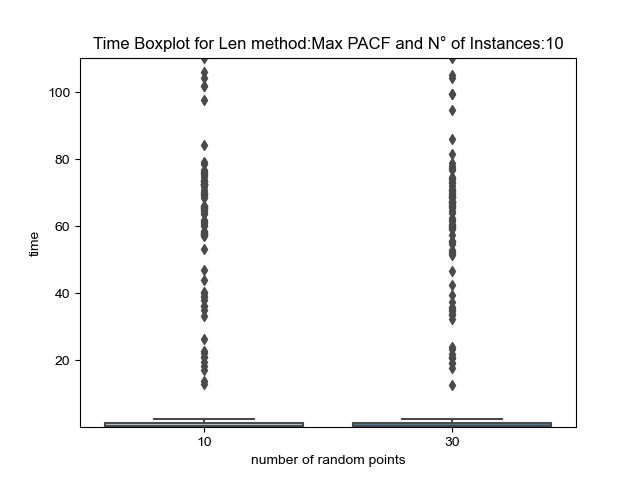 Time Boxplot for Len method:Max PACF and N° of Instances:10
100
80
60
40
20
time
10 30
number of random points